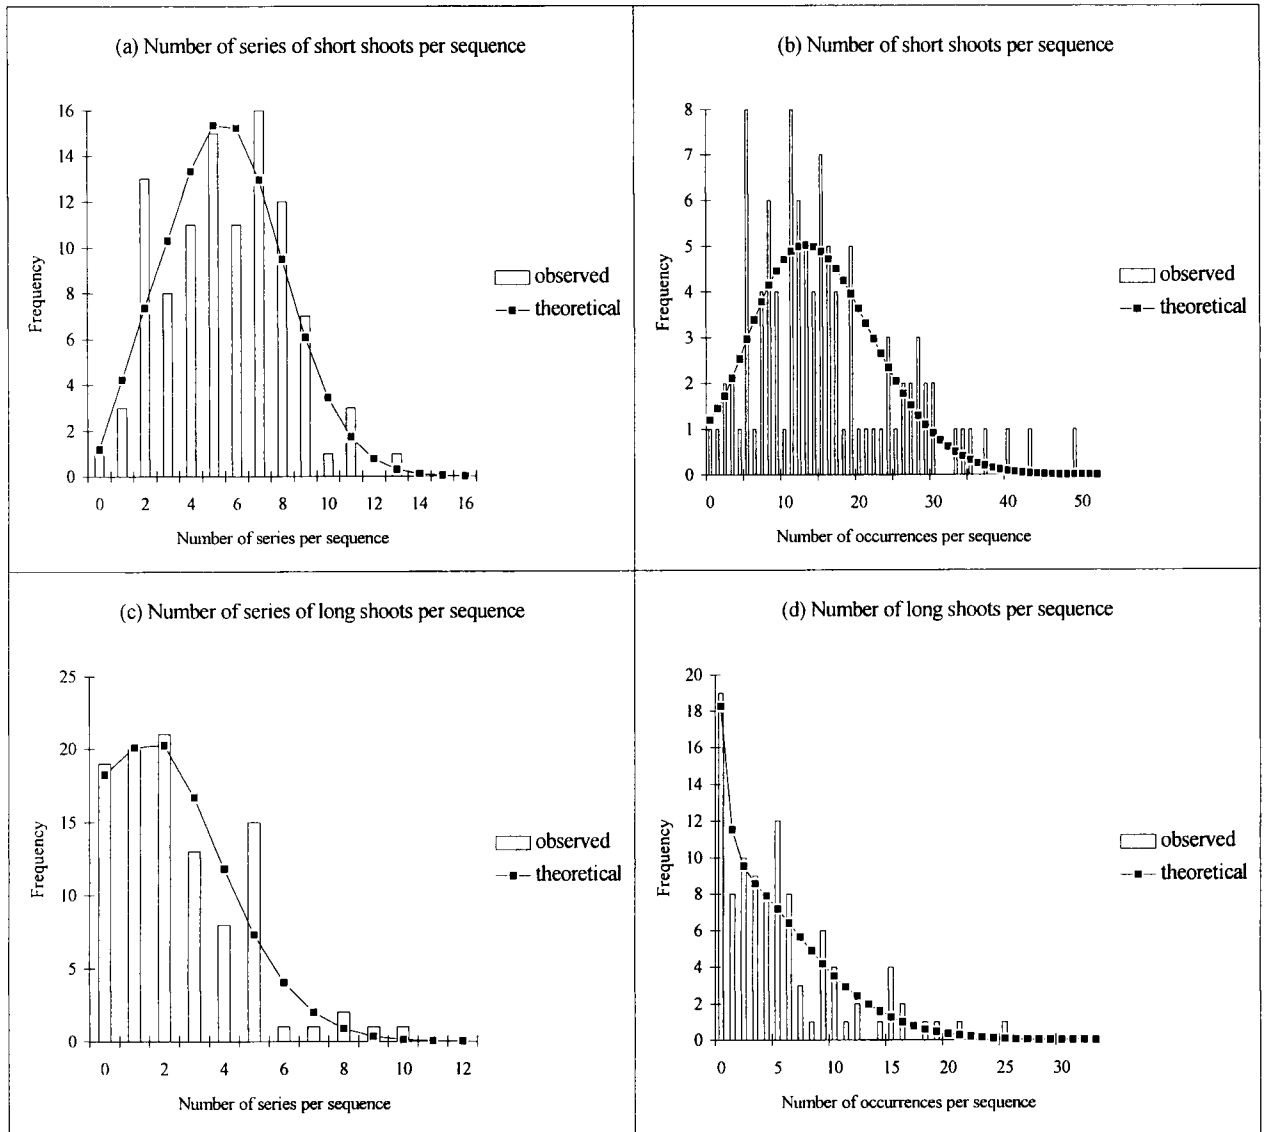 (a) Number of series of short shoots per sequence
16
14
12
10
8
6
4
2
0
Frequency
0 2 4 6 8 10 12 14 16
Number of series per sequence
observed
theoretical
(b) Number of short shoots per sequence
8
7
6
5
4
3
2
1
0
Frequency
0 10 20 30 40 50
Number of occurrences per sequence
observed
theoretical
(c) Number of series of long shoots per sequence
25
20
15
10
5
0
Frequency
0 2 4 6 8 10 12
Number of series per sequence
observed
theoretical
(d) Number of long shoots per sequence
20
18
16
14
12
10
8
6
4
2
0
Frequency
0 5 10 15 20 25 30
Number of occurrences per sequence
observed
theoretical